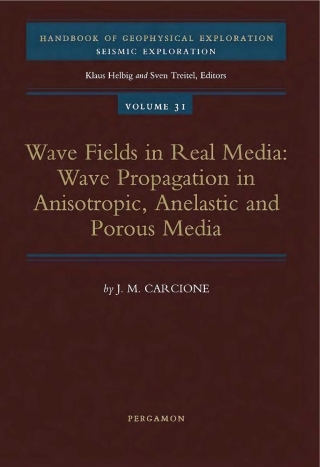 HANDBOOK OF GEOPHYSICAL EXPLORATION
SEISMIC EXPLORATION
Klaus Helbig and Sven Treitel, Editors
VOLUME 31
Wave Fields in Real Media:
Wave Propagation in
Anisotropic, Anelastic and
Porous Media
by J. M. CARCIONE
PERGAMON